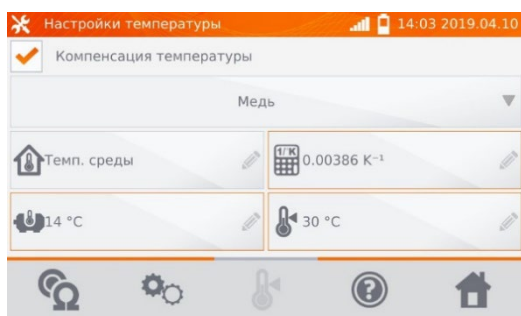 Настройки температуры 14:03 2019.04.10
Компенсация температуры
Медь
Темп. среды 1/°K 0.00386 K⁻¹
14 °C 30 °C